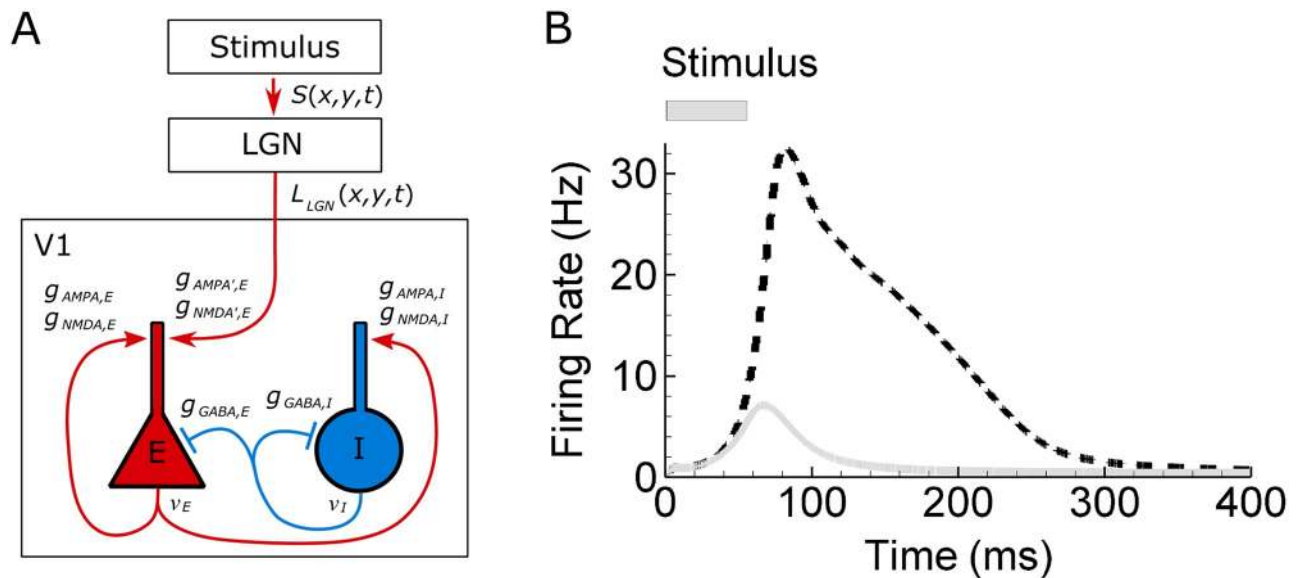 A
Stimulus
S(x,y,t)
LGN
L_LGN(x,y,t)
V1
g_AMPA,E
g_NMDA,E
g_AMPA',E
g_NMDA',E
g_AMPA,I
g_NMDA,I
g_GABA,E
g_GABA,I
E
I
ν_E
ν_I
B
Stimulus
Firing Rate (Hz)
30
20
10
0
0 100 200 300 400
Time (ms)